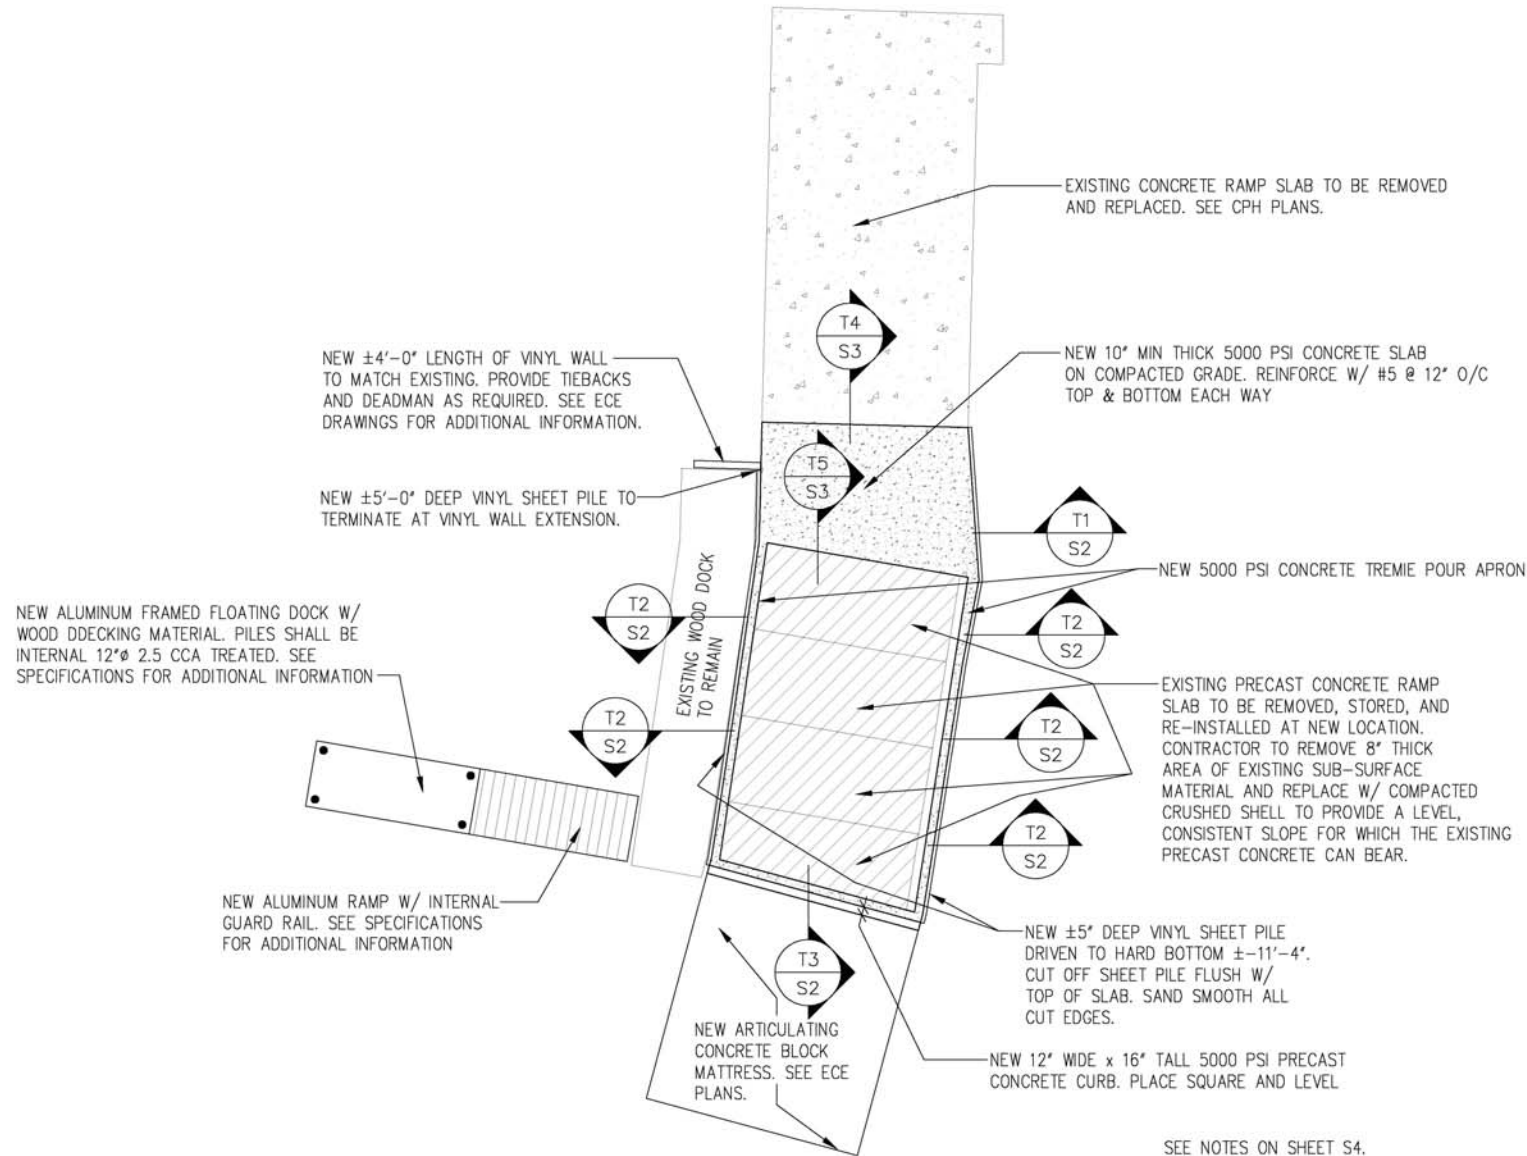 EXISTING CONCRETE RAMP SLAB TO BE REMOVED
AND REPLACED. SEE CPH PLANS.
T4
S3
NEW ±4'-0" LENGTH OF VINYL WALL
TO MATCH EXISTING. PROVIDE TIEBACKS
AND DEADMAN AS REQUIRED. SEE ECE
DRAWINGS FOR ADDITIONAL INFORMATION.
NEW 10" MIN THICK 5000 PSI CONCRETE SLAB
ON COMPACTED GRADE. REINFORCE W/ #5 @ 12" O/C
TOP & BOTTOM EACH WAY
T5
S3
NEW ±5'-0" DEEP VINYL SHEET PILE TO
TERMINATE AT VINYL WALL EXTENSION.
T1
S2
NEW 5000 PSI CONCRETE TREMIE POUR APRON
NEW ALUMINUM FRAMED FLOATING DOCK W/
WOOD DDECKING MATERIAL. PILES SHALL BE
INTERNAL 12"ø 2.5 CCA TREATED. SEE
SPECIFICATIONS FOR ADDITIONAL INFORMATION
T2
S2
EXISTING WOOD DOCK
TO REMAIN
T2
S2
T2
S2
EXISTING PRECAST CONCRETE RAMP
SLAB TO BE REMOVED, STORED, AND
RE-INSTALLED AT NEW LOCATION.
CONTRACTOR TO REMOVE 8" THICK
AREA OF EXISTING SUB-SURFACE
MATERIAL AND REPLACE W/ COMPACTED
CRUSHED SHELL TO PROVIDE A LEVEL,
CONSISTENT SLOPE FOR WHICH THE EXISTING
PRECAST CONCRETE CAN BEAR.
T2
S2
T2
S2
NEW ALUMINUM RAMP W/ INTERNAL
GUARD RAIL. SEE SPECIFICATIONS
FOR ADDITIONAL INFORMATION
NEW ±5" DEEP VINYL SHEET PILE
DRIVEN TO HARD BOTTOM ±-11'-4".
CUT OFF SHEET PILE FLUSH W/
TOP OF SLAB. SAND SMOOTH ALL
CUT EDGES.
T3
S2
NEW ARTICULATING
CONCRETE BLOCK
MATTRESS. SEE ECE
PLANS.
NEW 12" WIDE x 16" TALL 5000 PSI PRECAST
CONCRETE CURB. PLACE SQUARE AND LEVEL
SEE NOTES ON SHEET S4.